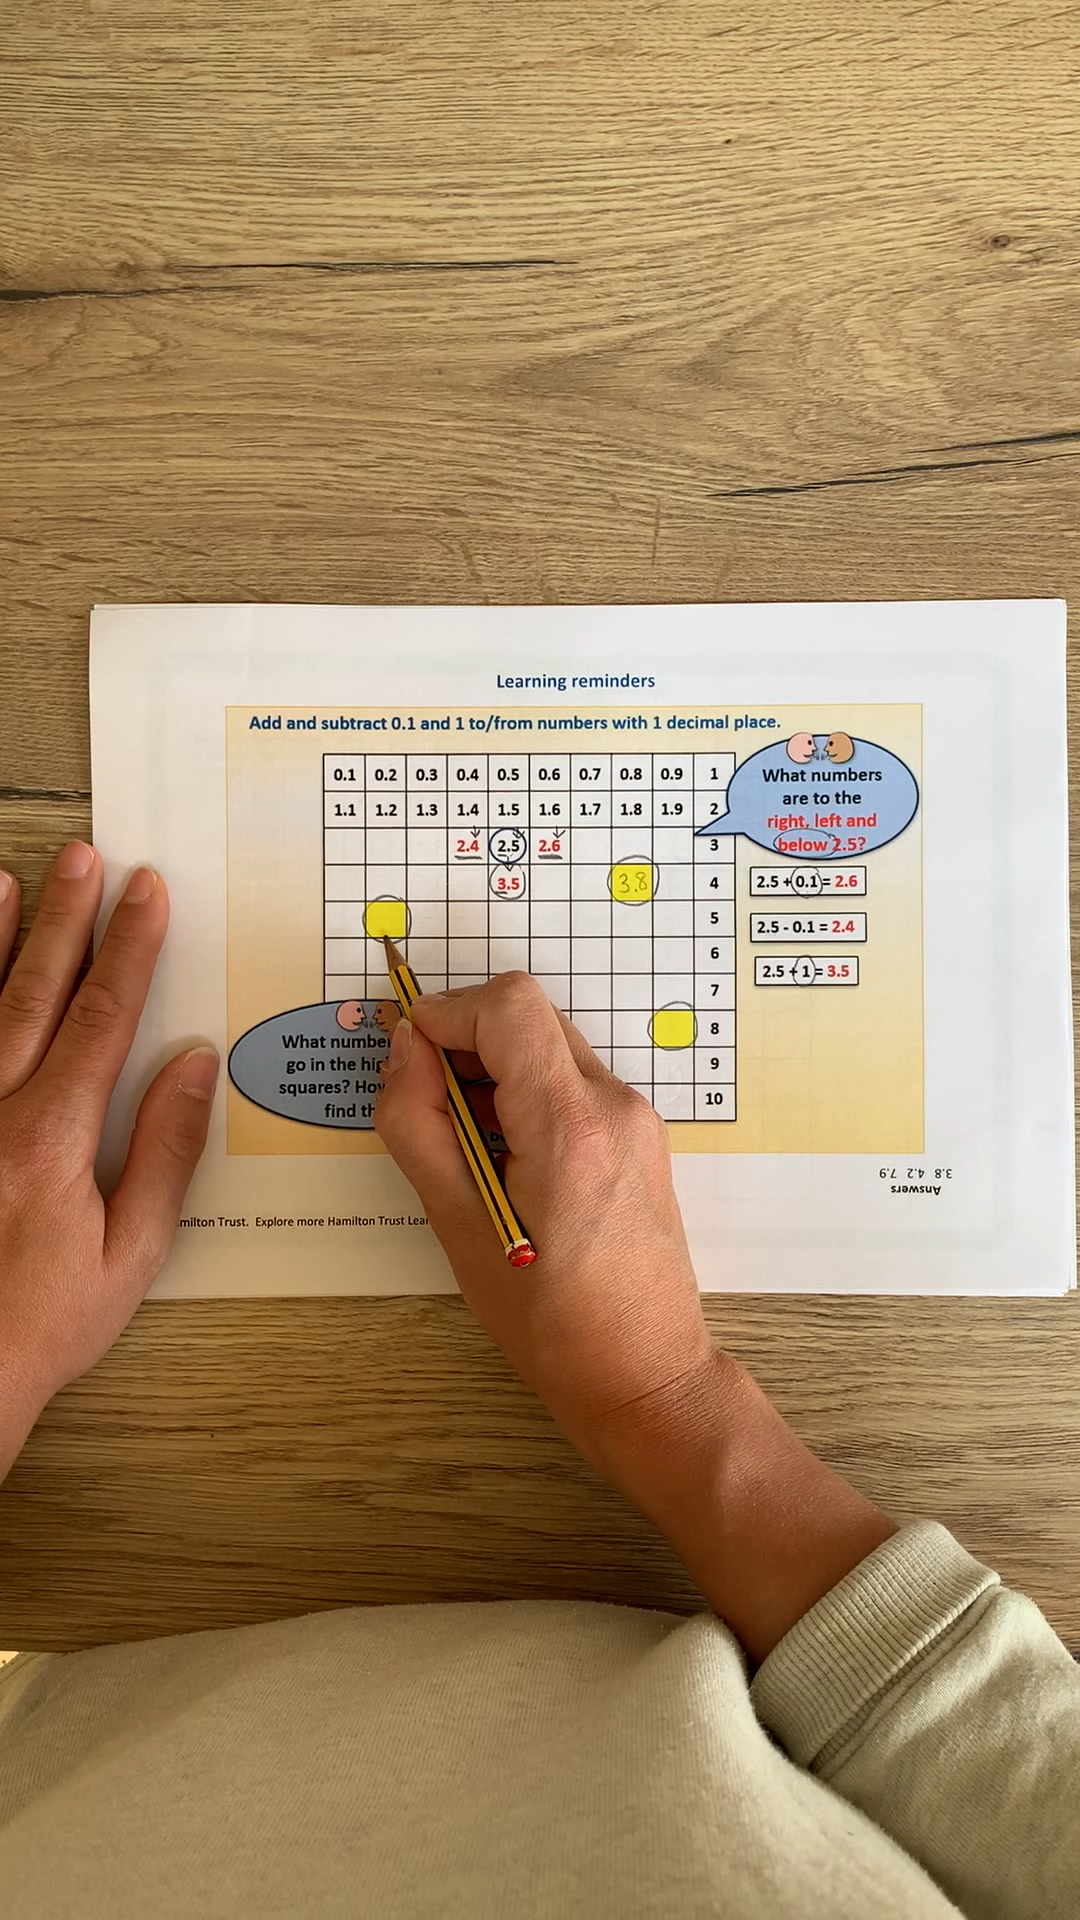 Learning reminders
Add and subtract 0.1 and 1 to/from numbers with 1 decimal place.
0.1 0.2 0.3 0.4 0.5 0.6 0.7 0.8 0.9 1
1.1 1.2 1.3 1.4 1.5 1.6 1.7 1.8 1.9 2
2.4 2.5 2.6 3
3.5 3.8 4
5
6
7
8
9
10
What numbers
are to the
right, left and
below 2.5?
2.5 + 0.1 = 2.6
2.5 - 0.1 = 2.4
2.5 + 1 = 3.5
What
go in the
squares?
find
Answers
3.8 4.2 7.9
Trust. Explore more Hamilton Trust